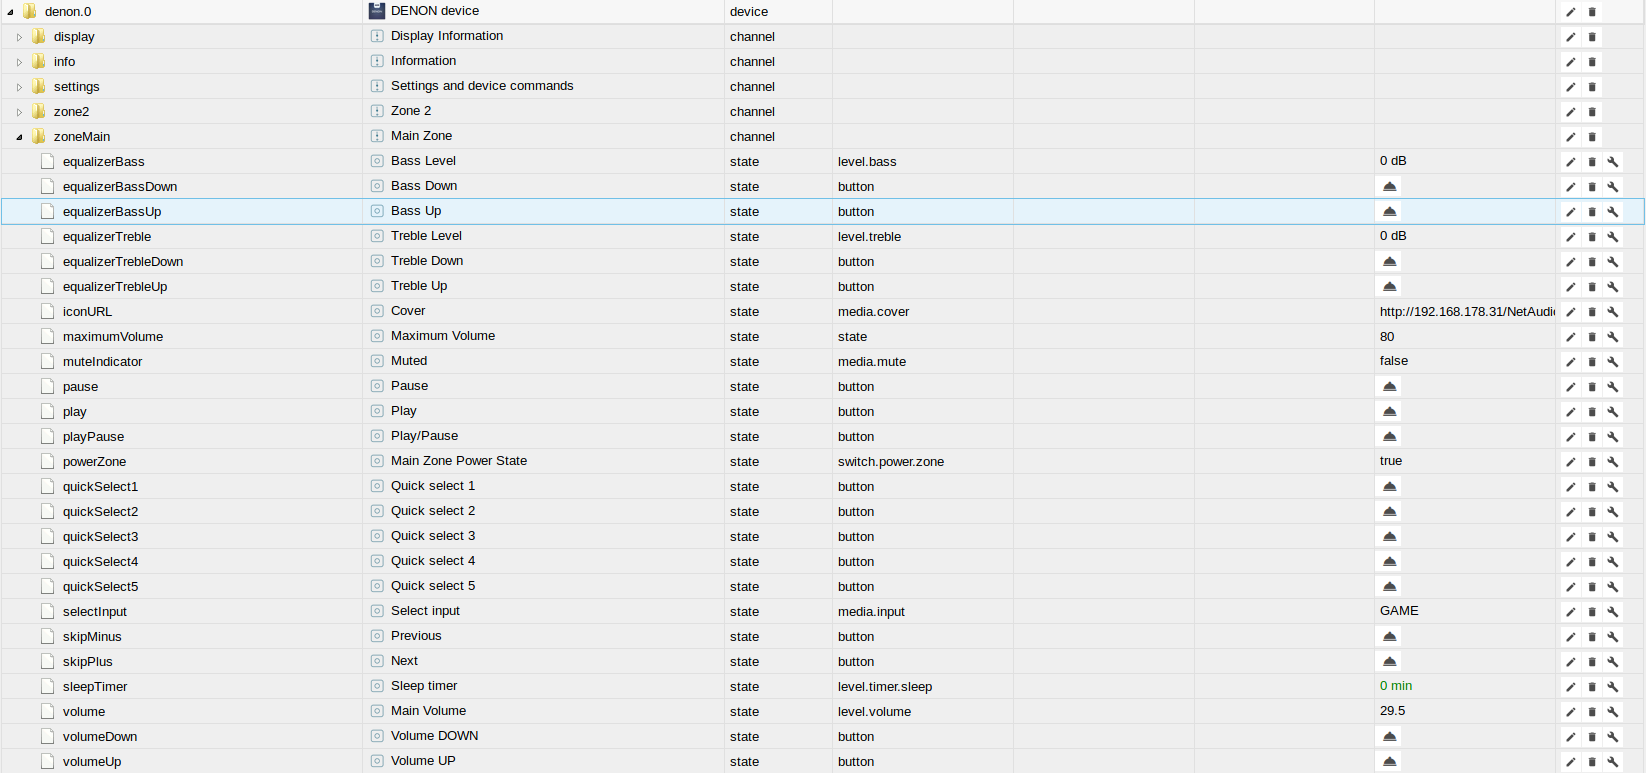 denon.0 DENON device device
display Display Information channel
info Information channel
settings Settings and device commands channel
zone2 Zone 2 channel
zoneMain Main Zone channel
equalizerBass Bass Level state level.bass 0 dB
equalizerBassDown Bass Down state button
equalizerBassUp Bass Up state button
equalizerTreble Treble Level state level.treble 0 dB
equalizerTrebleDown Treble Down state button
equalizerTrebleUp Treble Up state button
iconURL Cover state media.cover http://192.168.178.31/NetAudio
maximumVolume Maximum Volume state state 80
muteIndicator Muted state media.mute false
pause Pause state button
play Play state button
playPause Play/Pause state button
powerZone Main Zone Power State state switch.power.zone true
quickSelect1 Quick select 1 state button
quickSelect2 Quick select 2 state button
quickSelect3 Quick select 3 state button
quickSelect4 Quick select 4 state button
quickSelect5 Quick select 5 state button
selectInput Select input state media.input GAME
skipMinus Previous state button
skipPlus Next state button
sleepTimer Sleep timer state level.timer.sleep 0 min
volume Main Volume state level.volume 29.5
volumeDown Volume DOWN state button
volumeUp Volume UP state button